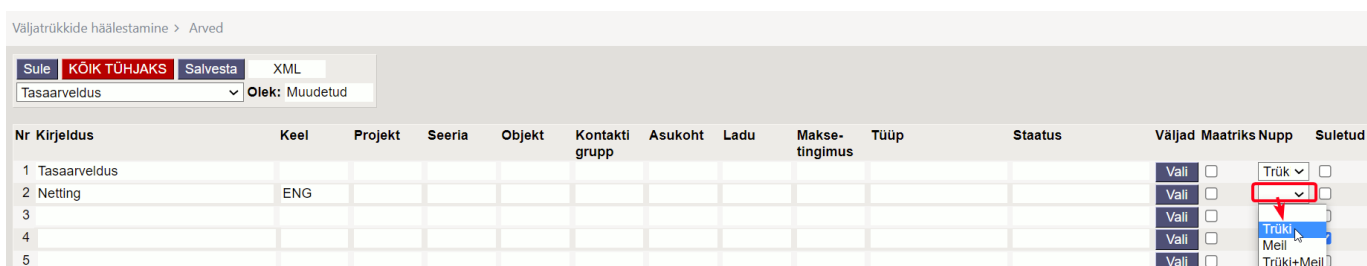 Väljatrükkide häälestamine > Arved
Sule KÕIK TÜHJAKS Salvesta XML
Tasaarveldus Olek: Muudetud
Nr Kirjeldus Keel Projekt Seeria Objekt Kontakti grupp Asukoht Ladu Makse-tingimus Tüüp Staatus Väljad Maatriks Nupp Suletud
1 Tasaarveldus Vali Trük
2 Netting ENG Vali
3 Vali
4 Vali Trüki
Meil
5 Vali Trüki+Meil